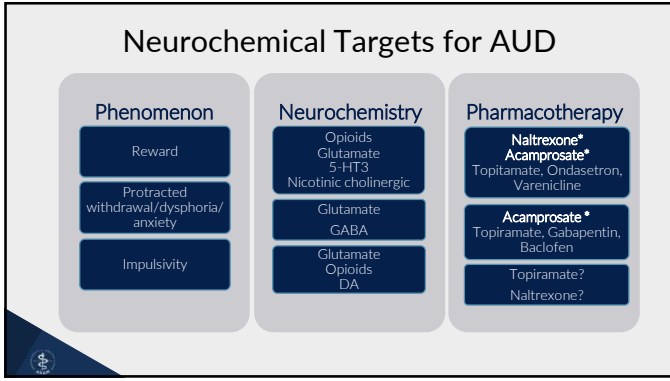 Neurochemical Targets for AUD
Phenomenon
Reward
Protracted
withdrawal/dysphoria/
anxiety
Impulsivity
Neurochemistry
Opioids
Glutamate
5-HT3
Nicotinic cholinergic
Glutamate
GABA
Glutamate
Opioids
DA
Pharmacotherapy
Naltrexone*
Acamprosate*
Topitamate, Ondasetron,
Varenicline
Acamprosate *
Topiramate, Gabapentin,
Baclofen
Topiramate?
Naltrexone?